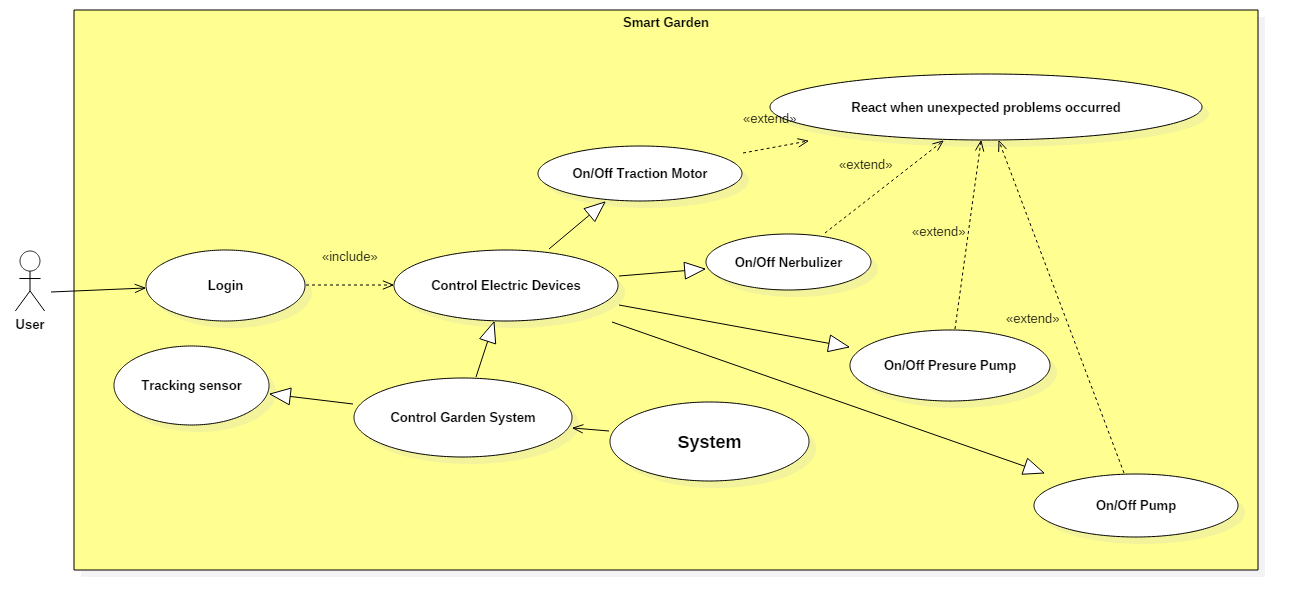 Smart Garden
React when unexpected problems occurred
«extend»
«extend»
On/Off Traction Motor
«extend»
«include»
On/Off Nerbulizer
Login
Control Electric Devices
User
«extend»
On/Off Presure Pump
Tracking sensor
Control Garden System
System
On/Off Pump